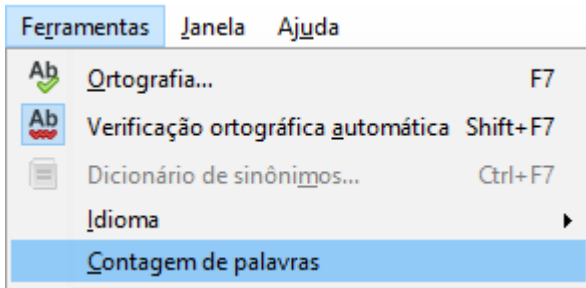 Ferramentas Janela Ajuda
Ab Ortografia... F7
Ab Verificação ortográfica automática Shift+F7
Dicionário de sinônimos... Ctrl+F7
Idioma
Contagem de palavras